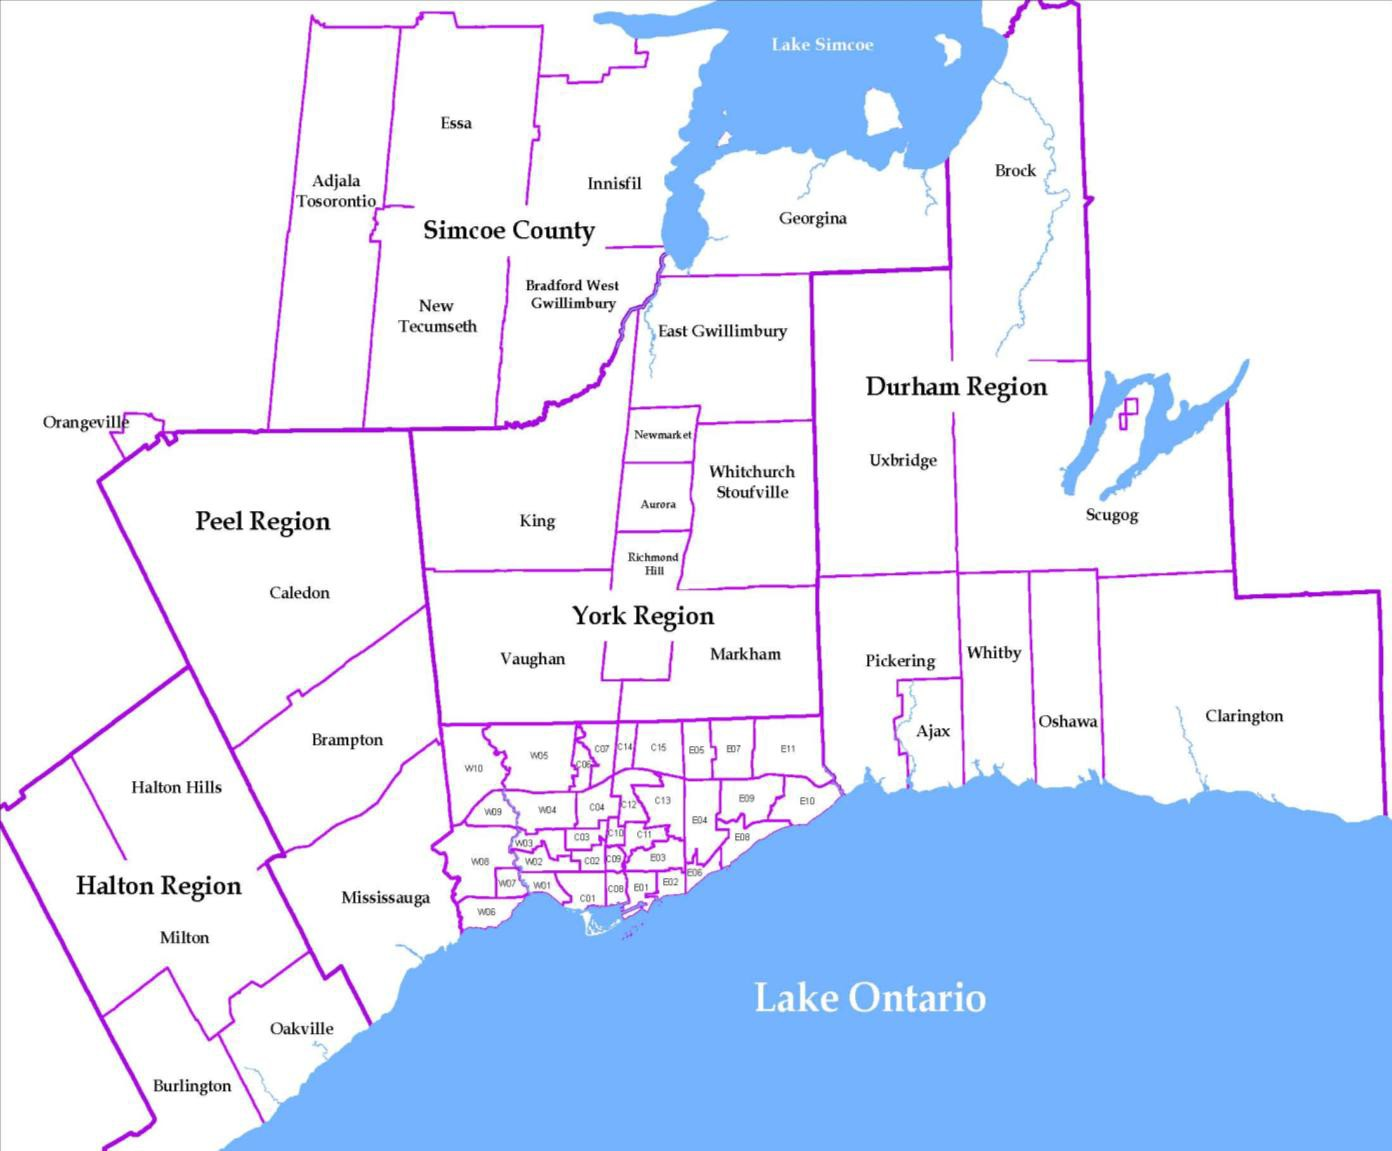 Lake Simcoe
Essa
Adjala
Tosorontio
Innisfil
Brock
Georgina
Simcoe County
Bradford West
Gwillimbury
New
Tecumseth
East Gwillimbury
Durham Region
Orangeville
Newmarket
Whitchurch
Stoufville
Uxbridge
Aurora
Scugog
Peel Region
King
Richmond
Hill
Caledon
York Region
Vaughan
Markham
Pickering
Whitby
Oshawa
Clarington
Ajax
Brampton
Halton Hills
W10
W05
C06
C07
C14
C15
E05
E07
E11
W09
W04
C04
C12
C13
E09
E10
E04
W03
C03
C10
C11
E08
W08
W02
C02
C09
E03
E06
W07
W01
C01
C08
E01
E02
W06
Halton Region
Mississauga
Milton
Lake Ontario
Oakville
Burlington